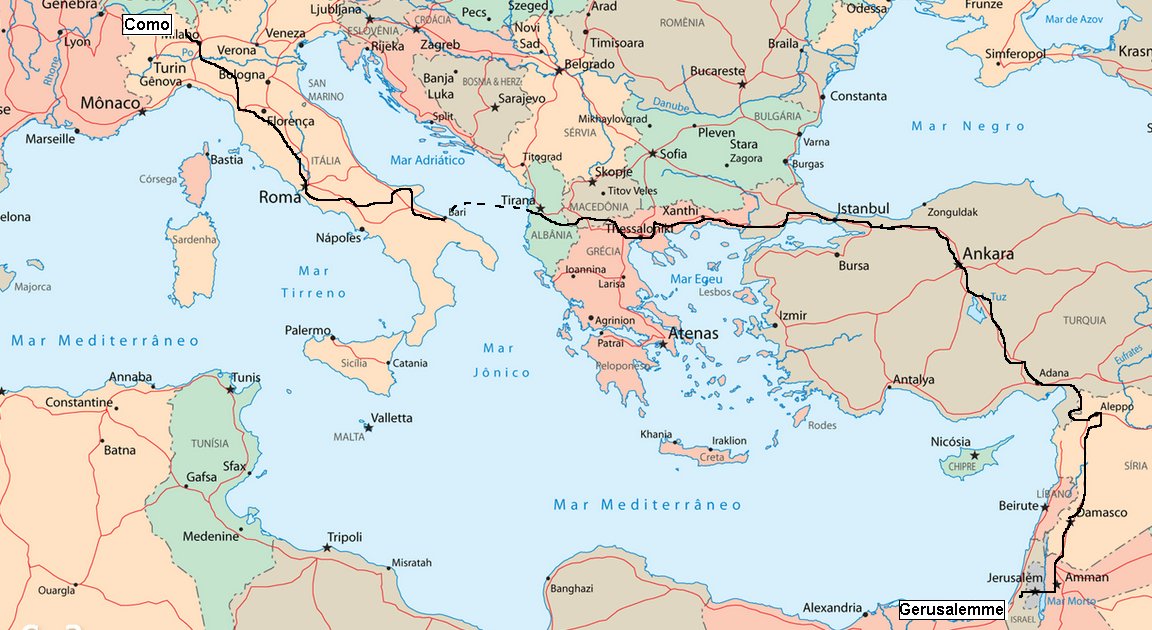 Genebra
Como
Milano
Lyon
Rhone
Po
Verona
Veneza
Turin
Gênova
Bologna
SAN
MARINO
Mônaco
Marseille
Florença
ITÁLIA
Bastia
Córsega
Roma
Sardenha
Nápoles
Bari
Mar Adriático
Ljubljana
ESLOVÊNIA
CROÁCIA
Rijeka
Zagreb
Pecs
Szeged
Novi
Sad
Arad
Timisoara
ROMÊNIA
Belgrado
Banja
Luka
BOSNIA & HERZ
Sarajevo
Split
SÉRVIA
Braila
Bucareste
Danube
Constanta
Odessa
Frunze
Mar de Azov
Simferopol
Krasn
Mar Negro
Mikhaylovgrad
BULGÁRIA
Pleven
Stara
Zagora
Varna
Sofia
Burgas
Titograd
Skopje
Titov Veles
Tirana
MACEDÔNIA
ALBÂNIA
Xanthi
Thessaloniki
GRÉCIA
Ioannina
Larisa
Mar Egeu
Lesbos
Agrinion
Patrai
Atenas
Peloponeso
Istanbul
Zonguldak
Bursa
Ankara
Tuz
Izmir
TURQUIA
Antalya
Adana
Eufrates
Aleppo
SÍRIA
Rodes
Khania
Iraklion
Creta
Nicósia
CHIPRE
LÍBANO
Beirute
Damasco
Jerusalém
Amman
Mar Morto
Gerusalemme
ISRAEL
elona
Majorca
Mar
Tirreno
Mar Mediterrâneo
Palermo
Sicília
Catania
Mar
Jônico
Valletta
MALTA
Annaba
Tunis
Constantine
Batna
TUNÍSIA
Sfax
Gafsa
Medenine
Tripoli
Misratah
Ouargla
Banghazi
Mar Mediterrâneo
Alexandria